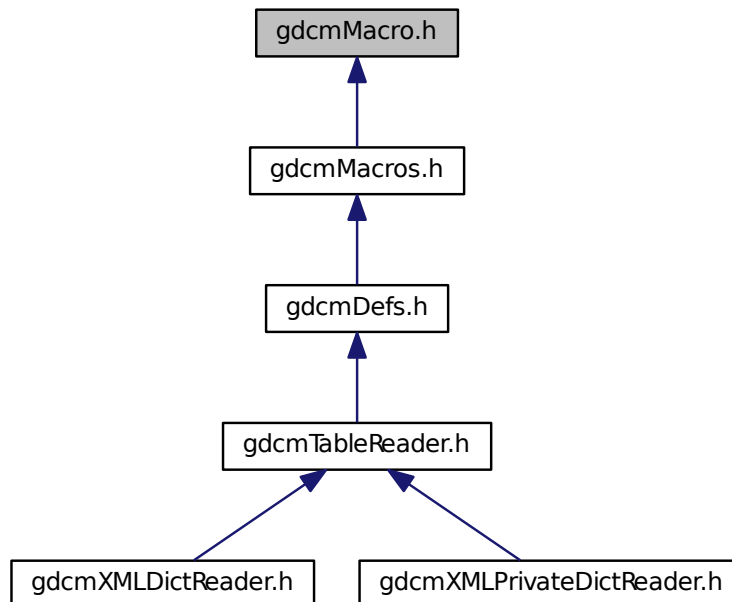 gdcmMacro.h
gdcmMacros.h
gdcmDefs.h
gdcmTableReader.h
gdcmXMLDictReader.h
gdcmXMLPrivateDictReader.h